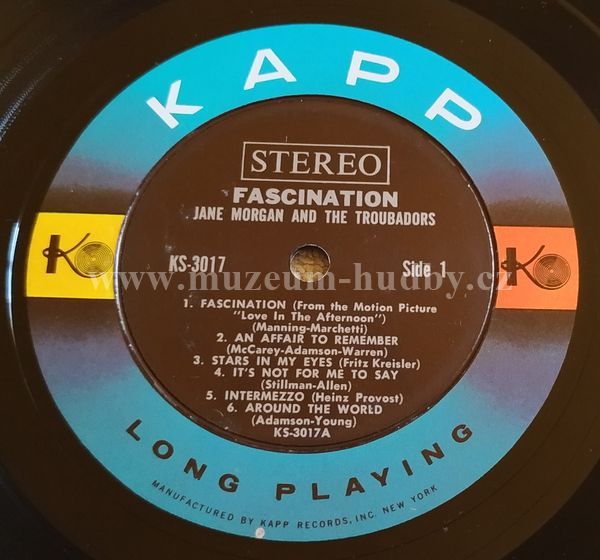 KAPP
STEREO
FASCINATION
JANE MORGAN AND THE TROUBADORS
KS-3017 Side 1
www.muzeum-hudby.cz
1. FASCINATION (From the Motion Picture
"Love In The Afternoon")
(Manning-Marchetti)
2. AN AFFAIR TO REMEMBER
(McCarey-Adamson-Warren)
3. STARS IN MY EYES (Fritz Kreisler)
4. IT'S NOT FOR ME TO SAY
(Stillman-Allen)
5. INTERMEZZO (Heinz Provost)
6. AROUND THE WORLD
(Adamson-Young)
KS-3017A
LONG PLAYING
MANUFACTURED BY KAPP RECORDS, INC. NEW YORK